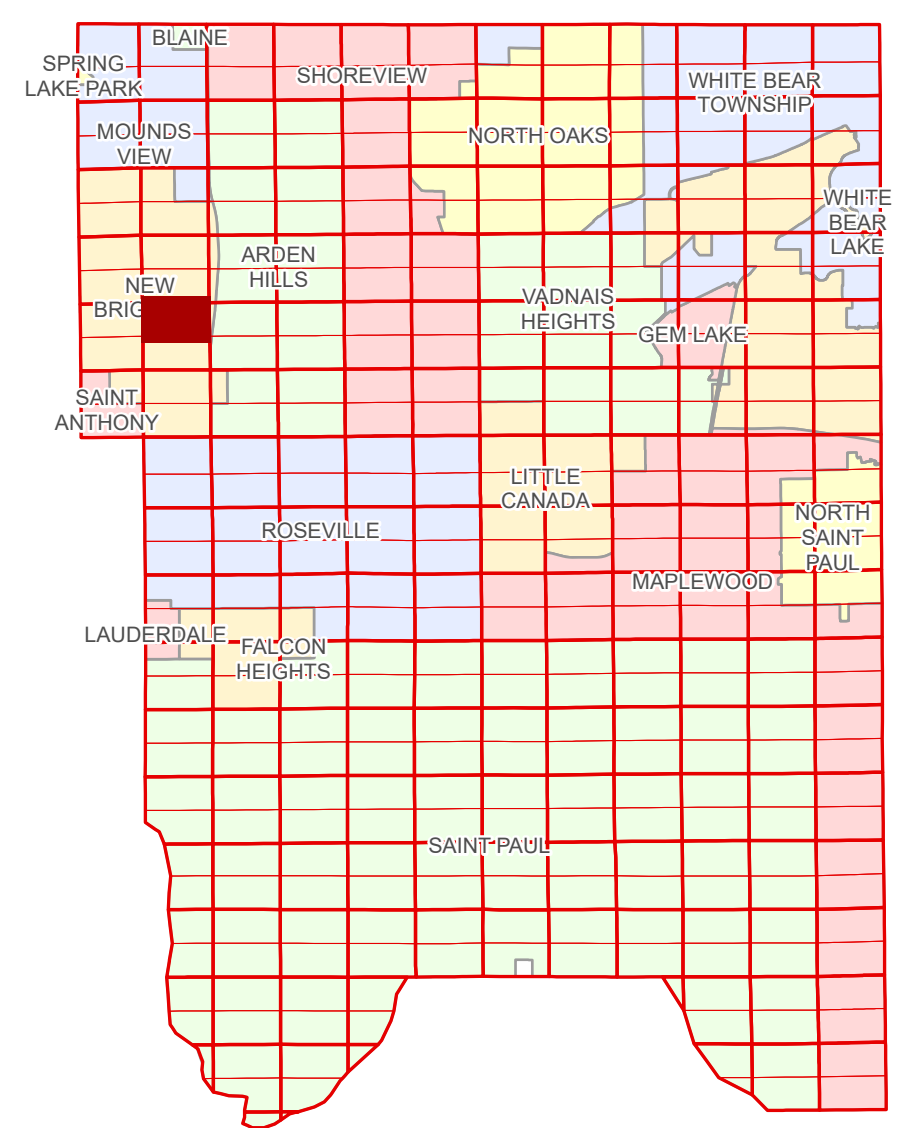 BLAINE
SPRING
LAKE PARK
SHOREVIEW
WHITE BEAR
TOWNSHIP
MOUNDS
VIEW
NORTH OAKS
WHITE
BEAR
LAKE
ARDEN
HILLS
NEW
BRIG
VADNAIS
HEIGHTS
GEM LAKE
SAINT
ANTHONY
LITTLE
CANADA
ROSEVILLE
NORTH
SAINT
PAUL
MAPLEWOOD
LAUDERDALE
FALCON
HEIGHTS
SAINT PAUL